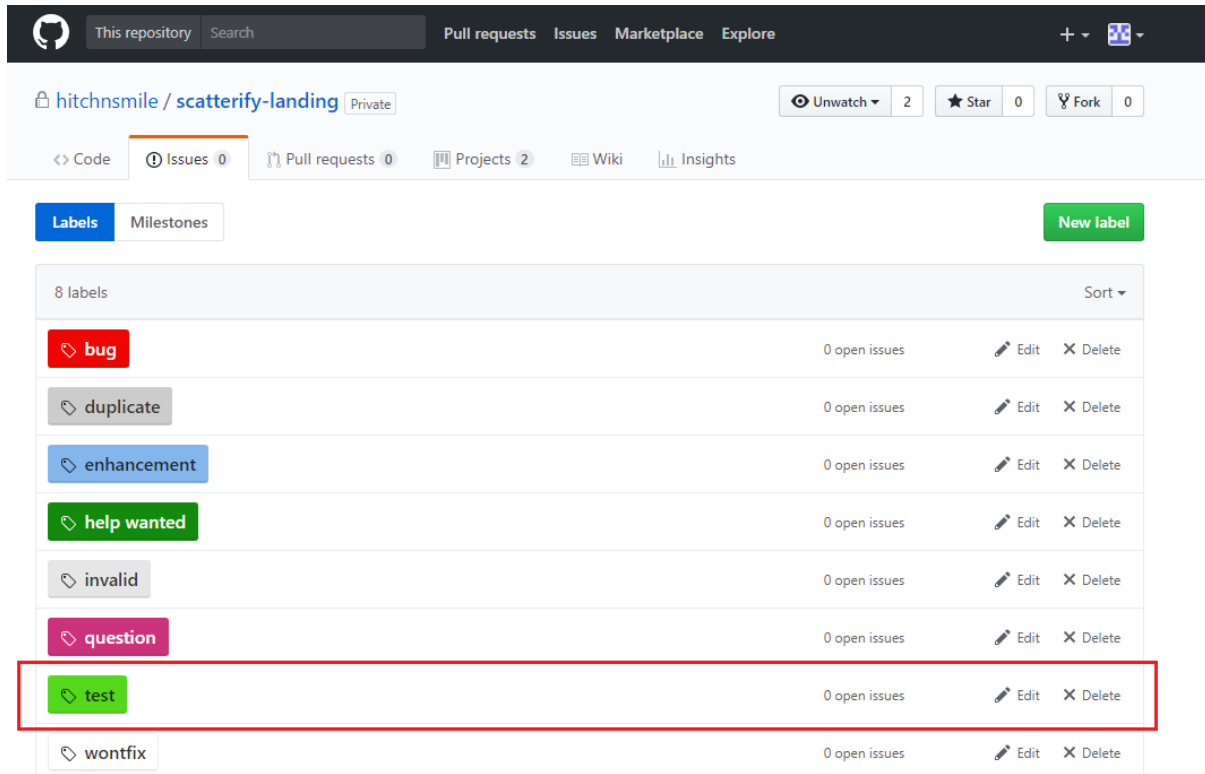 This repository Search Pull requests Issues Marketplace Explore
hitchnsmile / scatterify-landing Private Unwatch 2 Star 0 Fork 0
Code Issues 0 Pull requests 0 Projects 2 Wiki Insights
Labels Milestones New label
8 labels Sort
bug 0 open issues Edit Delete
duplicate 0 open issues Edit Delete
enhancement 0 open issues Edit Delete
help wanted 0 open issues Edit Delete
invalid 0 open issues Edit Delete
question 0 open issues Edit Delete
test 0 open issues Edit Delete
wontfix 0 open issues Edit Delete